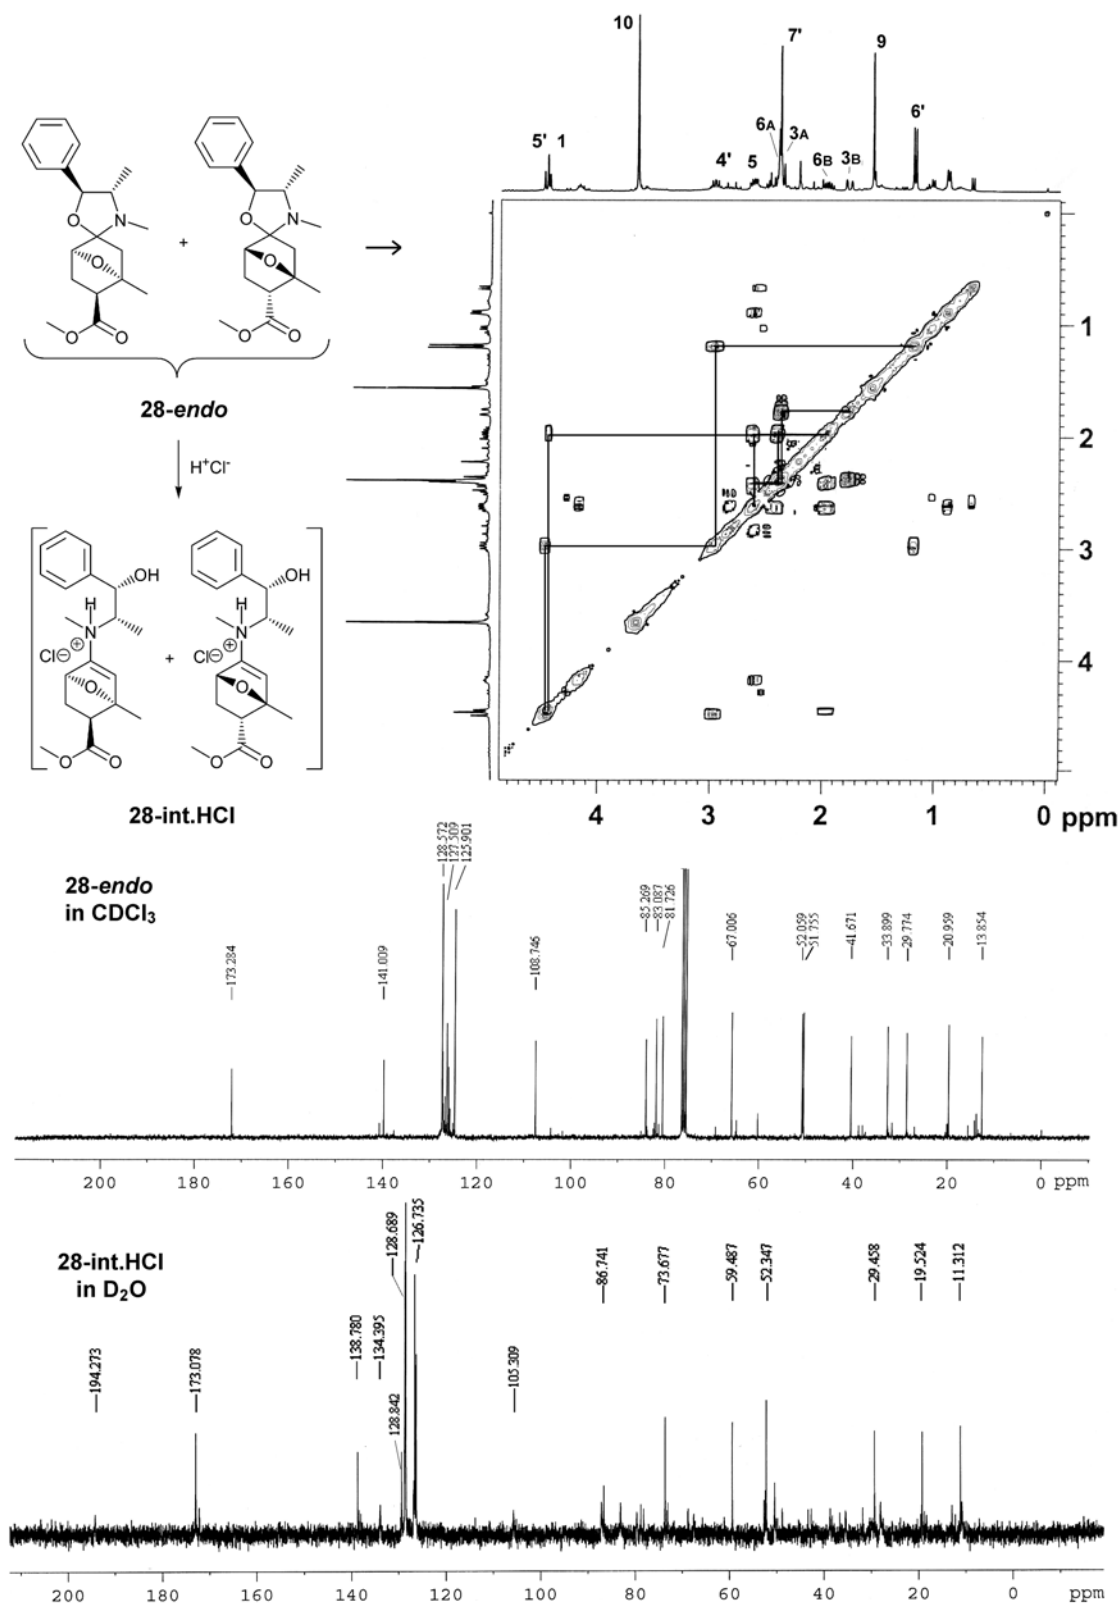 10
7'
9
6'
5' 1
6A
3A
4'
5
6B
3B
O
N
O
O
O
+
O
N
O
O
O
28-endo
H+Cl-
OH
H
N
+
Cl⊖
O
O
O
+
OH
H
N
+
Cl⊖
O
O
O
28-int.HCl
1
2
3
4
4 3 2 1 0 ppm
28-endo
in CDCl3
173.284
141.009
128.572
127.509
125.901
108.746
85.269
83.087
81.726
67.006
52.059
51.755
41.671
33.899
29.774
20.959
13.854
200 180 160 140 120 100 80 60 40 20 0 ppm
28-int.HCl
in D2O
194.273
173.078
138.780
134.395
128.842
128.689
126.735
105.309
86.741
73.677
59.487
52.347
29.458
19.524
11.312
200 180 160 140 120 100 80 60 40 20 0 ppm